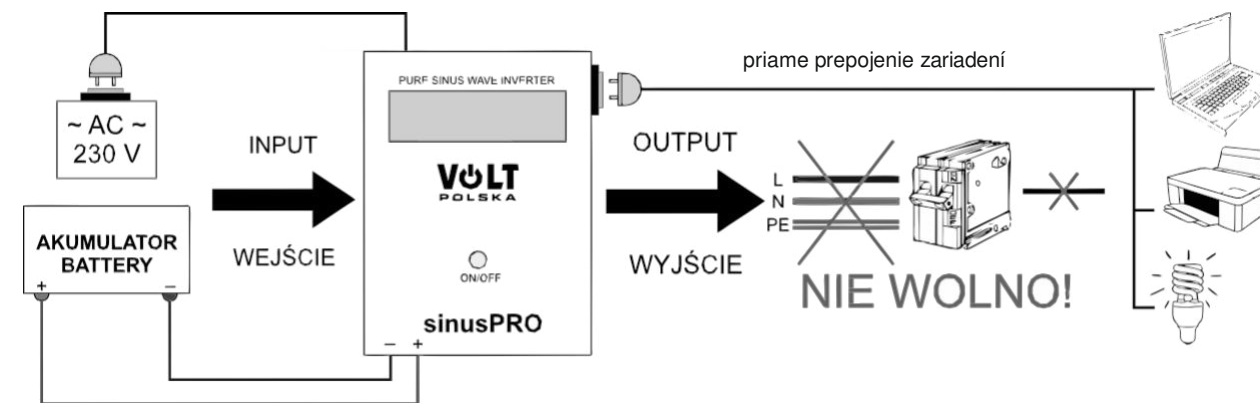 ~ AC ~
230 V
AKUMULATOR
BATTERY
+ –
INPUT
WEJŚCIE
PURE SINUS WAVE INVERTER
VOLT
POLSKA
ON/OFF
sinusPRO
– +
priame prepojenie zariadení
OUTPUT
WYJŚCIE
L
N
PE
NIE WOLNO!